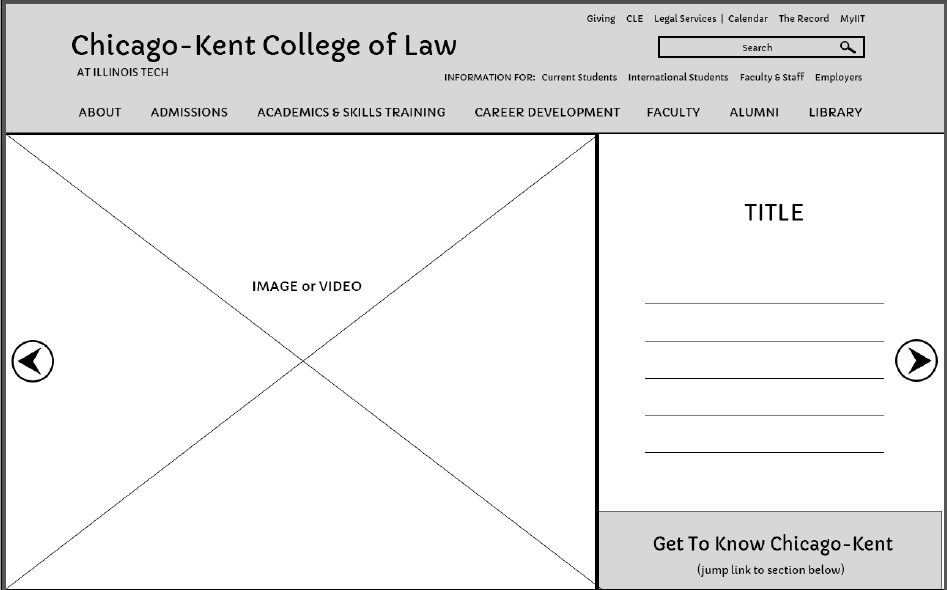 Giving CLE Legal Services | Calendar The Record MyIIT
Chicago-Kent College of Law
Search
AT ILLINOIS TECH
INFORMATION FOR: Current Students International Students Faculty & Staff Employers
ABOUT ADMISSIONS ACADEMICS & SKILLS TRAINING CAREER DEVELOPMENT FACULTY ALUMNI LIBRARY
IMAGE or VIDEO
TITLE
Get To Know Chicago-Kent
(jump link to section below)